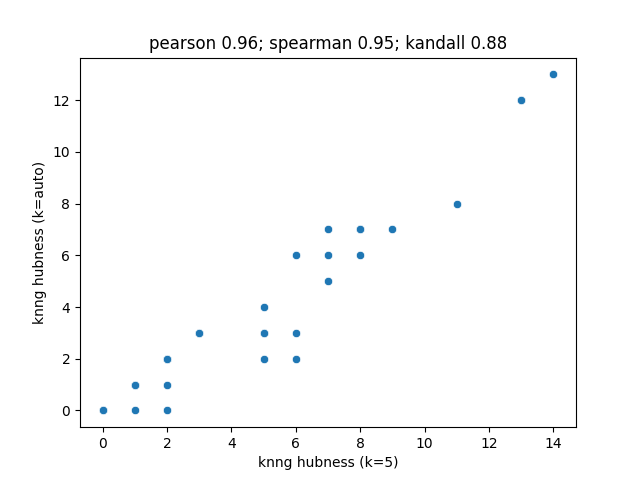 pearson 0.96; spearman 0.95; kandall 0.88
knng hubness (k=auto)
12
10
8
6
4
2
0
0 2 4 6 8 10 12 14
knng hubness (k=5)